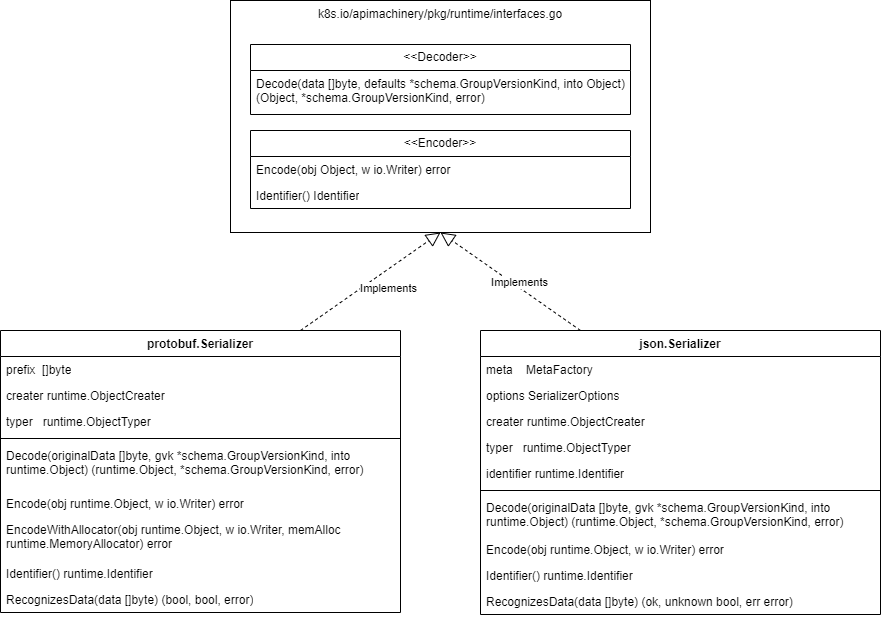 k8s.io/apimachinery/pkg/runtime/interfaces.go
<<Decoder>>
Decode(data []byte, defaults *schema.GroupVersionKind, into Object)
(Object, *schema.GroupVersionKind, error)
<<Encoder>>
Encode(obj Object, w io.Writer) error
Identifier() Identifier
Implements
Implements
protobuf.Serializer
prefix  []byte
creater runtime.ObjectCreater
typer   runtime.ObjectTyper
Decode(originalData []byte, gvk *schema.GroupVersionKind, into
runtime.Object) (runtime.Object, *schema.GroupVersionKind, error)
Encode(obj runtime.Object, w io.Writer) error
EncodeWithAllocator(obj runtime.Object, w io.Writer, memAlloc
runtime.MemoryAllocator) error
Identifier() runtime.Identifier
RecognizesData(data []byte) (bool, bool, error)
json.Serializer
meta    MetaFactory
options SerializerOptions
creater runtime.ObjectCreater
typer   runtime.ObjectTyper
identifier runtime.Identifier
Decode(originalData []byte, gvk *schema.GroupVersionKind, into
runtime.Object) (runtime.Object, *schema.GroupVersionKind, error)
Encode(obj runtime.Object, w io.Writer) error
Identifier() runtime.Identifier
RecognizesData(data []byte) (ok, unknown bool, err error)